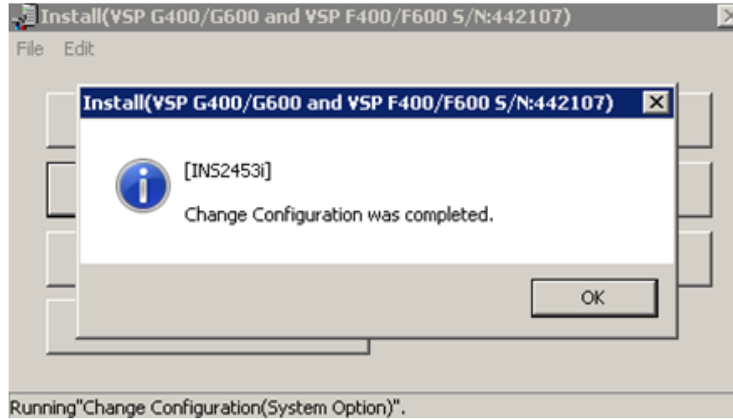 Install(VSP G400/G600 and VSP F400/F600 S/N:442107)
File Edit
Install(VSP G400/G600 and VSP F400/F600 S/N:442107)
[INS2453i]
Change Configuration was completed.
OK
Running"Change Configuration(System Option)".